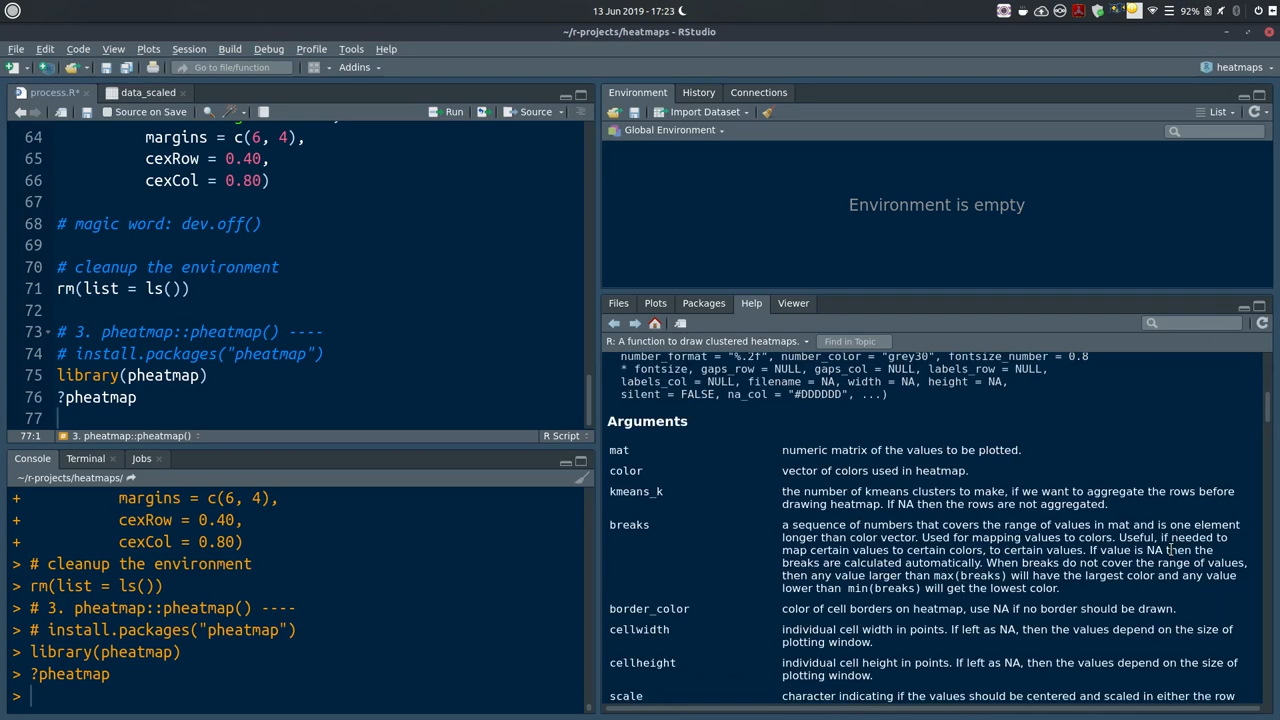 13 Jun 2019 - 17:23
92%
~/r-projects/heatmaps - RStudio
File Edit Code View Plots Session Build Debug Profile Tools Help
Go to file/function
Addins
heatmaps
process.R*
data_scaled
Source on Save
Run
Source
64 margins = c(6, 4),
65 cexRow = 0.40,
66 cexCol = 0.80)
67
68 # magic word: dev.off()
69
70 # cleanup the environment
71 rm(list = ls())
72
73 # 3. pheatmap::pheatmap() ----
74 # install.packages("pheatmap")
75 library(pheatmap)
76 ?pheatmap
77
77:1 3. pheatmap::pheatmap() R Script
Console Terminal Jobs
~/r-projects/heatmaps/
+ margins = c(6, 4),
+ cexRow = 0.40,
+ cexCol = 0.80)
> # cleanup the environment
> rm(list = ls())
> # 3. pheatmap::pheatmap() ----
> # install.packages("pheatmap")
> library(pheatmap)
> ?pheatmap
>
Environment History Connections
Import Dataset
List
Global Environment
Environment is empty
Files Plots Packages Help Viewer
R: A function to draw clustered heatmaps.
Find in Topic
number_format = "%.2f", number_color = "grey30", fontsize_number = 0.8
* fontsize, gaps_row = NULL, gaps_col = NULL, labels_row = NULL,
labels_col = NULL, filename = NA, width = NA, height = NA,
silent = FALSE, na_col = "#DDDDDD", ...)
Arguments
mat numeric matrix of the values to be plotted.
color vector of colors used in heatmap.
kmeans_k the number of kmeans clusters to make, if we want to aggregate the rows before
drawing heatmap. If NA then the rows are not aggregated.
breaks a sequence of numbers that covers the range of values in mat and is one element
longer than color vector. Used for mapping values to colors. Useful, if needed to
map certain values to certain colors, to certain values. If value is NA then the
breaks are calculated automatically. When breaks do not cover the range of values,
then any value larger than max(breaks) will have the largest color and any value
lower than min(breaks) will get the lowest color.
border_color color of cell borders on heatmap, use NA if no border should be drawn.
cellwidth individual cell width in points. If left as NA, then the values depend on the size of
plotting window.
cellheight individual cell height in points. If left as NA, then the values depend on the size of
plotting window.
scale character indicating if the values should be centered and scaled in either the row